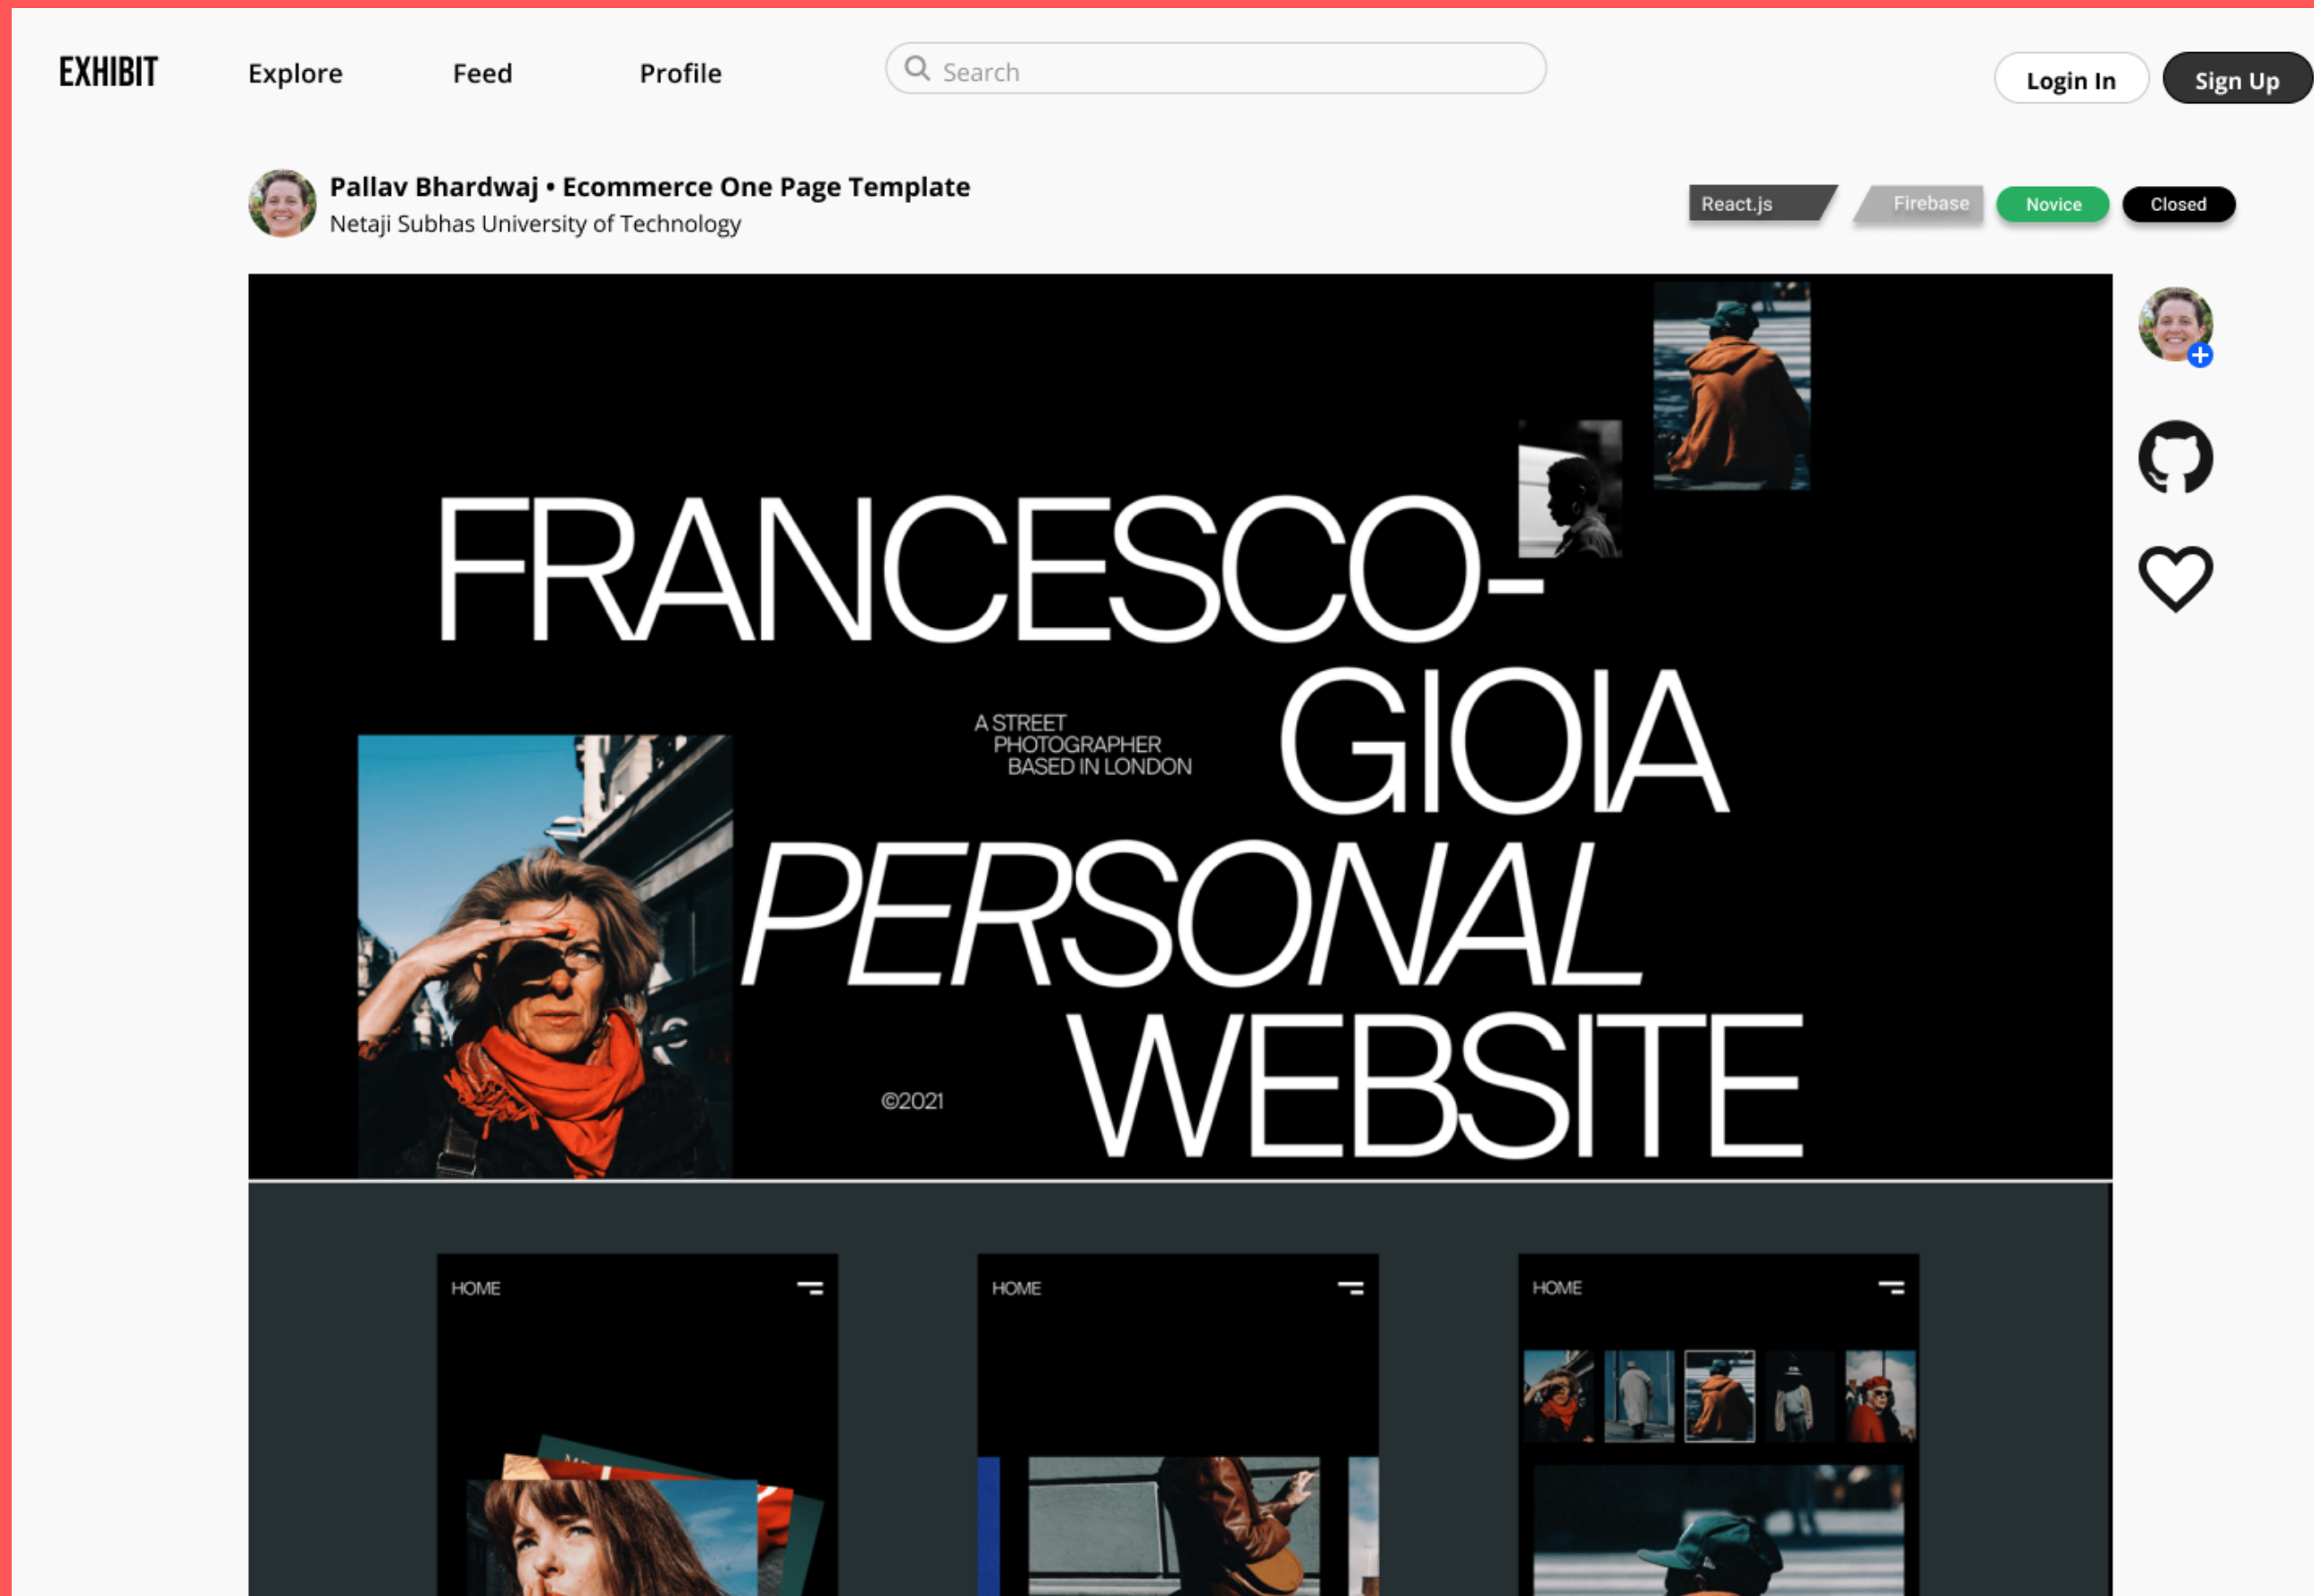 EXHIBIT
Explore
Feed
Profile
Search
Login In
Sign Up
Pallav Bhardwaj • Ecommerce One Page Template
Netaji Subhas University of Technology
React.js
Firebase
Novice
Closed
FRANCESCO-
GIOIA
A STREET
PHOTOGRAPHER
BASED IN LONDON
PERSONAL
WEBSITE
©2021
HOME
HOME
HOME